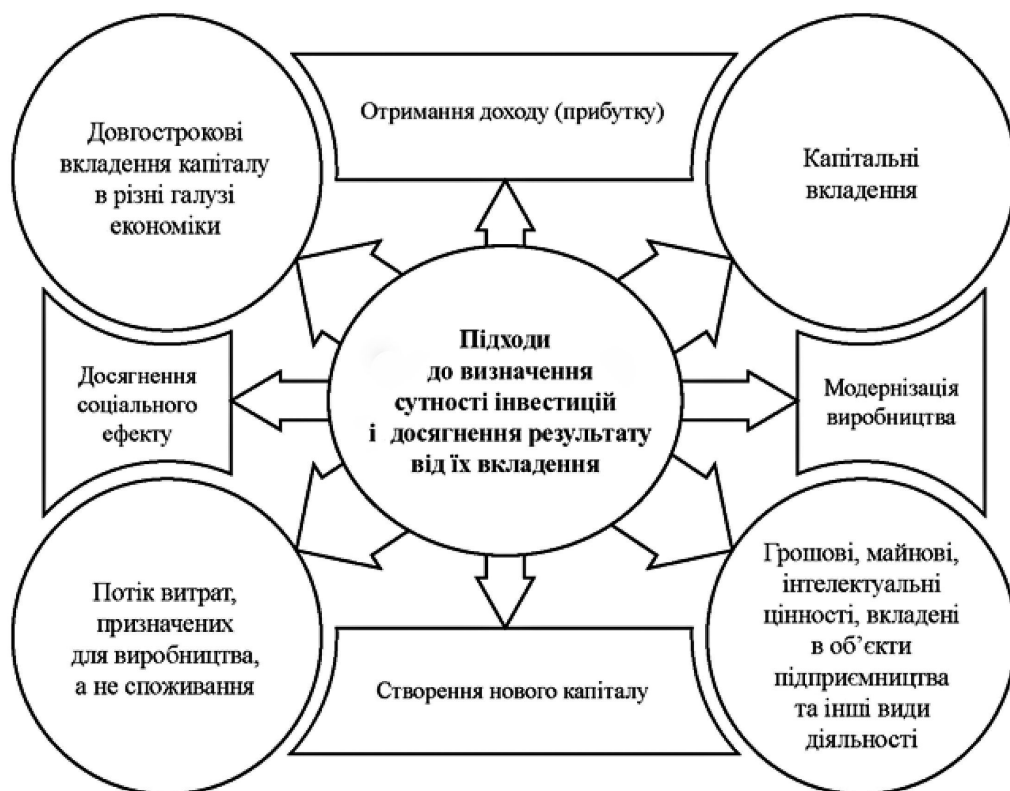 Отримання доходу (прибутку)
Довгострокові
вкладення капіталу
в різні галузі
економіки
Капітальні
вкладення
Підходи
до визначення
сутності інвестицій
і досягнення результату
від їх вкладення
Досягнення
соціального
ефекту
Модернізація
виробництва
Потік витрат,
призначених
для виробництва,
а не споживання
Створення нового капіталу
Грошові, майнові,
інтелектуальні
цінності, вкладені
в об’єкти
підприємництва
та інші види
діяльності